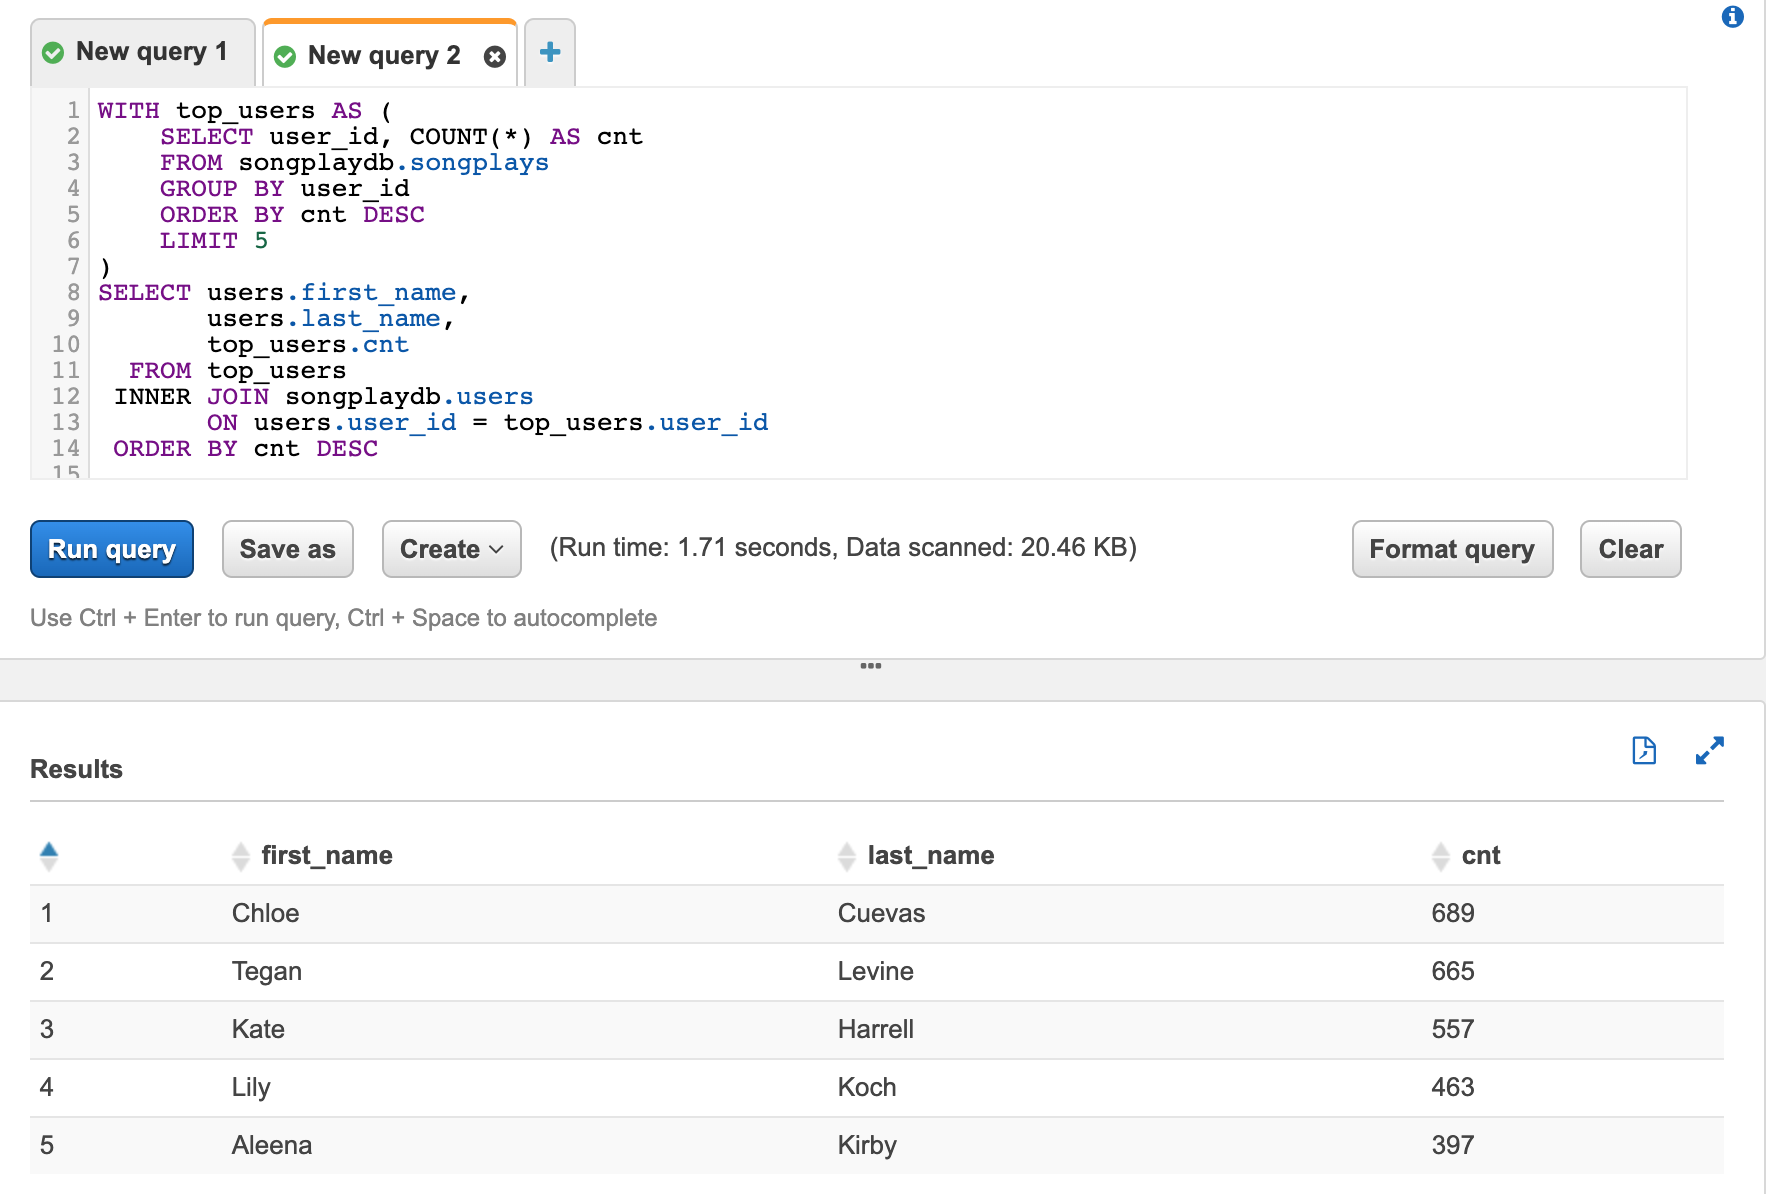 New query 1
New query 2
1 WITH top_users AS (
2 SELECT user_id, COUNT(*) AS cnt
3 FROM songplaydb.songplays
4 GROUP BY user_id
5 ORDER BY cnt DESC
6 LIMIT 5
7 )
8 SELECT users.first_name,
9 users.last_name,
10 top_users.cnt
11 FROM top_users
12 INNER JOIN songplaydb.users
13 ON users.user_id = top_users.user_id
14 ORDER BY cnt DESC
15
Run query Save as Create (Run time: 1.71 seconds, Data scanned: 20.46 KB) Format query Clear
Use Ctrl + Enter to run query, Ctrl + Space to autocomplete
Results
first_name last_name cnt
1 Chloe Cuevas 689
2 Tegan Levine 665
3 Kate Harrell 557
4 Lily Koch 463
5 Aleena Kirby 397